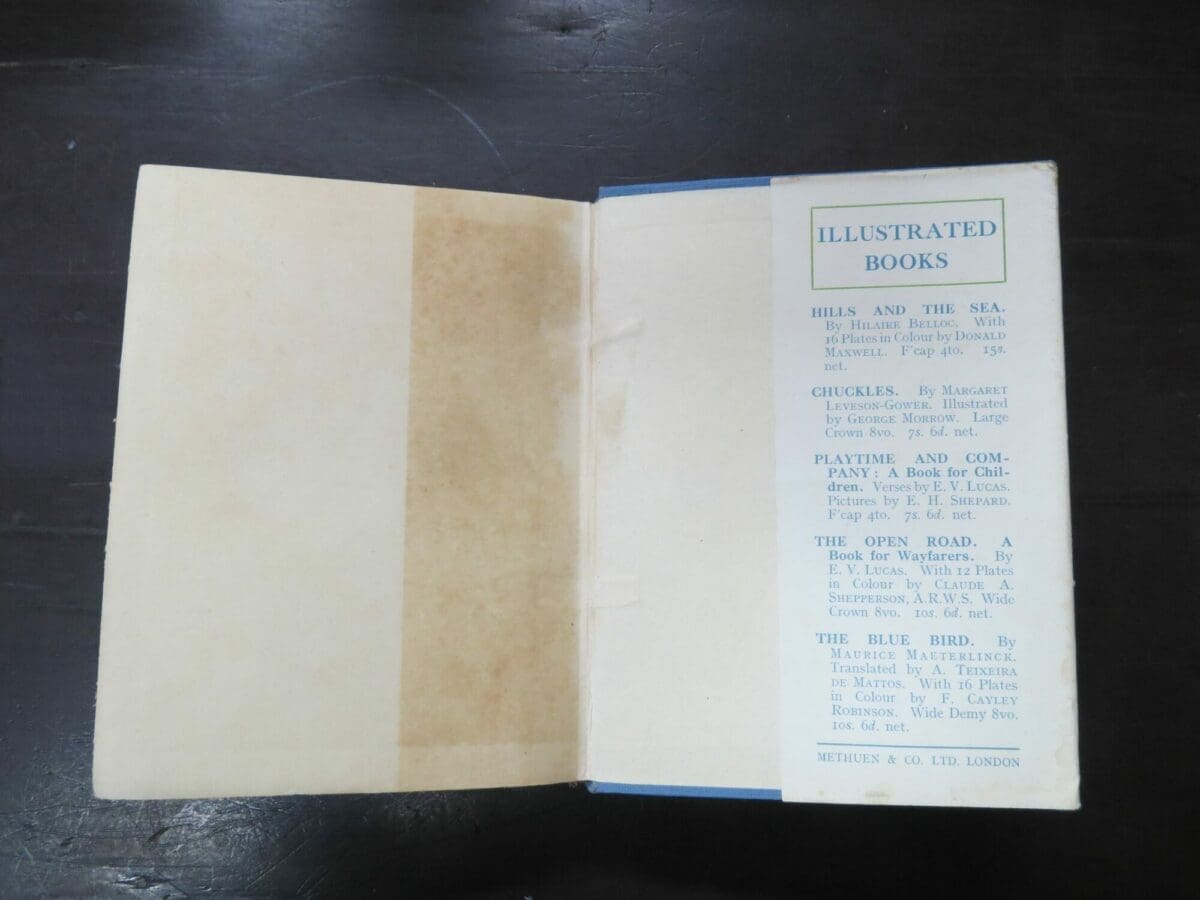 ILLUSTRATED
BOOKS
HILLS AND THE SEA.
By HILAIRE BELLOC. With
16 Plates in Colour by DONALD
MAXWELL. F'cap 4to. 15s.
net.
CHUCKLES. By MARGARET
LEVESON-GOWER. Illustrated
by GEORGE MORROW. Large
Crown 8vo. 7s. 6d. net.
PLAYTIME AND COM-
PANY: A Book for Chil-
dren. Verses by E. V. LUCAS.
Pictures by E. H. SHEPARD.
F'cap 4to. 7s. 6d. net.
THE OPEN ROAD. A
Book for Wayfarers. By
E. V. LUCAS. With 12 Plates
in Colour by CLAUDE A.
SHEPPERSON, A.R.W.S. Wide
Crown 8vo. 10s. 6d. net.
THE BLUE BIRD. By
MAURICE MAETERLINCK.
Translated by A. TEIXEIRA
DE MATTOS. With 16 Plates
in Colour by F. CAYLEY
ROBINSON. Wide Demy 8vo.
10s. 6d. net.
METHUEN & CO. LTD. LONDON